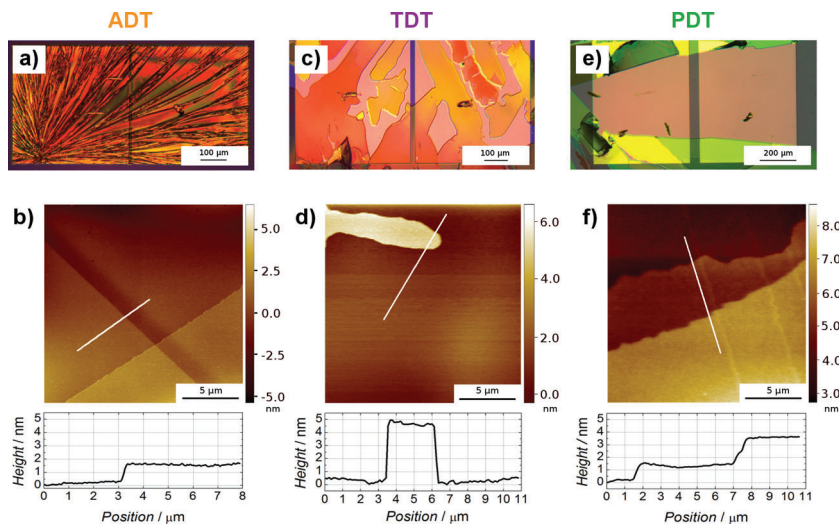 ADT
TDT
PDT
a)
100 µm
c)
100 µm
e)
200 µm
b)
5.0
2.5
0.0
-2.5
-5.0
nm
5 µm
d)
6.0
4.0
2.0
0.0
nm
5 µm
f)
8.0
7.0
6.0
5.0
4.0
3.0
nm
5 µm
Height / nm
5
4
3
2
1
0
0 1 2 3 4 5 6 7 8
Position / µm
Height / nm
5
4
3
2
1
0
0 1 2 3 4 5 6 7 8 9 10 11
Position / µm
Height / nm
5
4
3
2
1
0
0 1 2 3 4 5 6 7 8 9 10 11
Position / µm